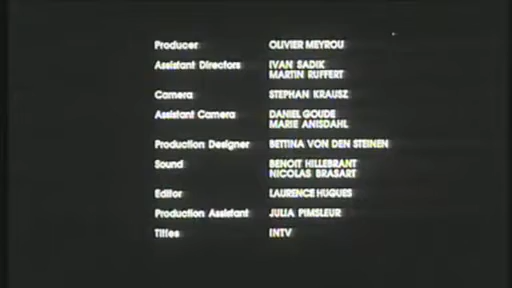 Producer OLIVIER MEYROU
Assistant Directors IVAN SADIK
MARTIN RUFFERT
Camera STEPHAN KRAUSZ
Assistant Camera DANIEL GOUDE
MARIE ANISDAHL
Production Designer BETTINA VON DEN STEINEN
Sound BENOIT HILLEBRANT
NICOLAS BRASART
Editor LAURENCE HUGUES
Production Assistant JULIA PIMSLEUR
Titles INTV